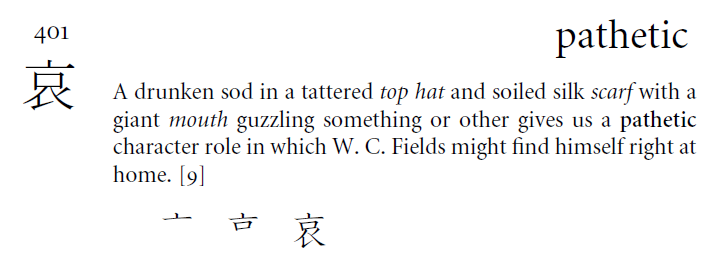 401
pathetic
哀
A drunken sod in a tattered top hat and soiled silk scarf with a
giant mouth guzzling something or other gives us a pathetic
character role in which W. C. Fields might find himself right at
home. [9]
亠 𠮛 哀